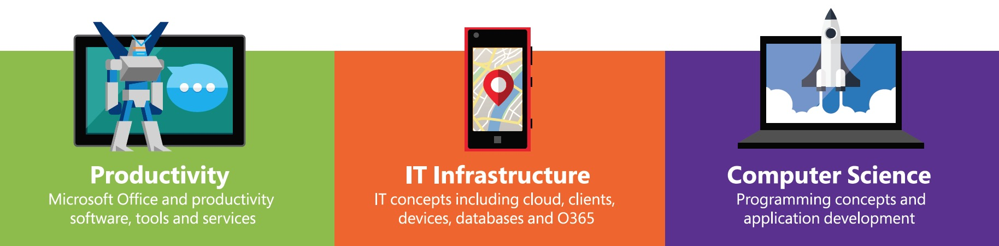 Productivity
Microsoft Office and productivity
software, tools and services
IT Infrastructure
IT concepts including cloud, clients,
devices, databases and O365
Computer Science
Programming concepts and
application development